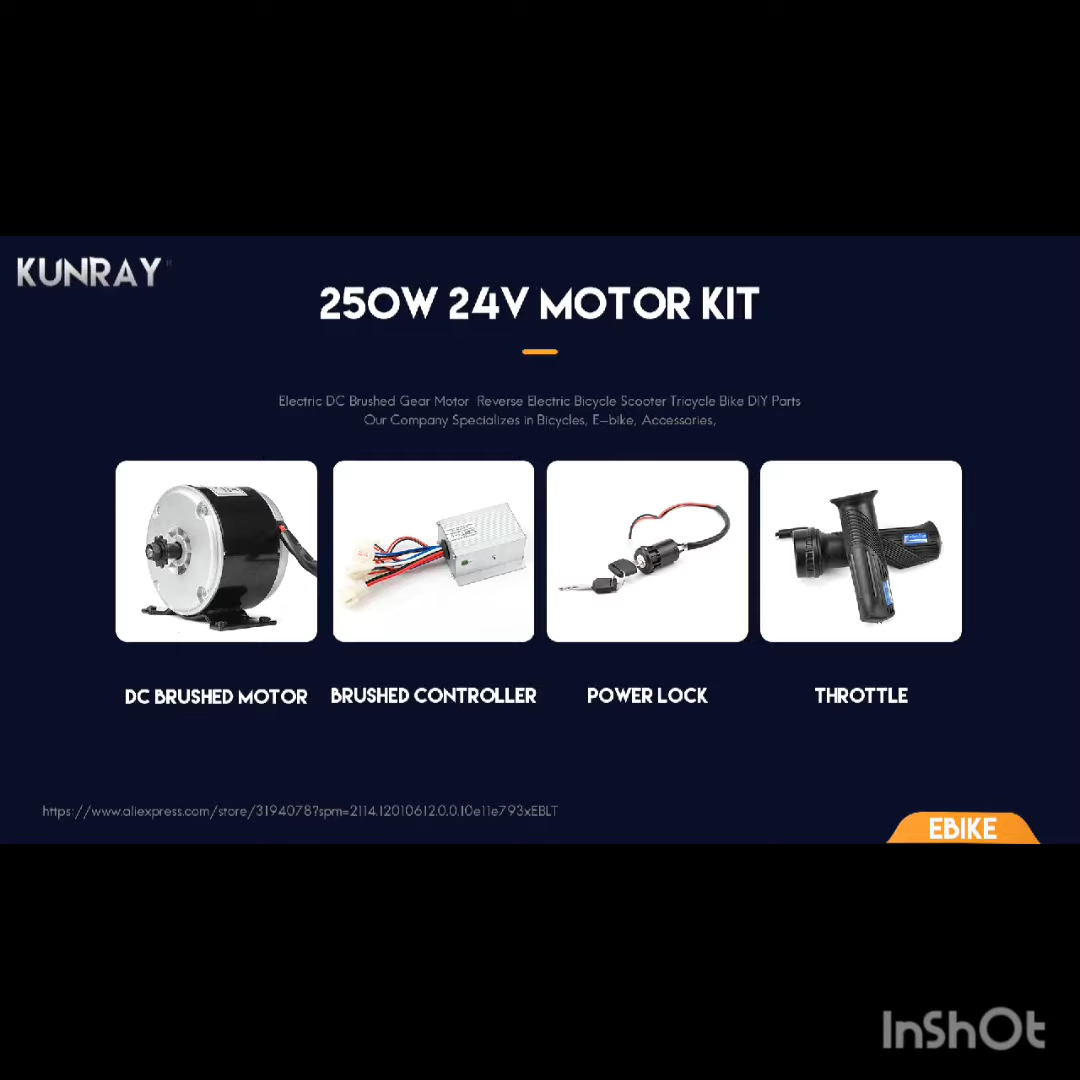 KUNRAY
250W 24V MOTOR KIT
Electric DC Brushed Gear Motor Reverse Electric Bicycle Scooter Tricycle Bike DIY Parts
Our Company Specializes in Bicycles, E-bike, Accessories,
DC BRUSHED MOTOR
BRUSHED CONTROLLER
POWER LOCK
THROTTLE
https://www.aliexpress.com/store/3194078?spm=2114.12010612.0.0.10e11e793xEBLT
EBIKE
InShOt